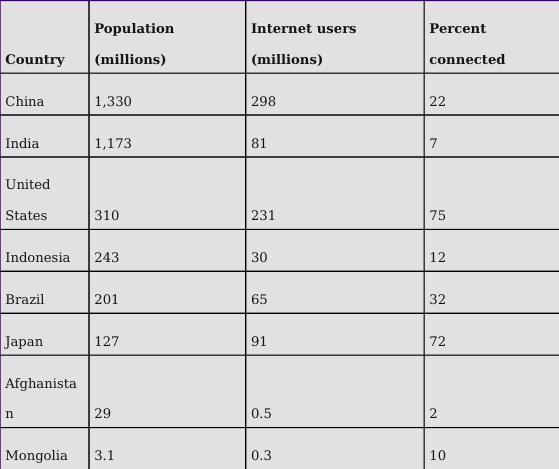 Country Population (millions) Internet users (millions) Percent connected
China 1,330 298 22
India 1,173 81 7
United States 310 231 75
Indonesia 243 30 12
Brazil 201 65 32
Japan 127 91 72
Afghanistan 29 0.5 2
Mongolia 3.1 0.3 10